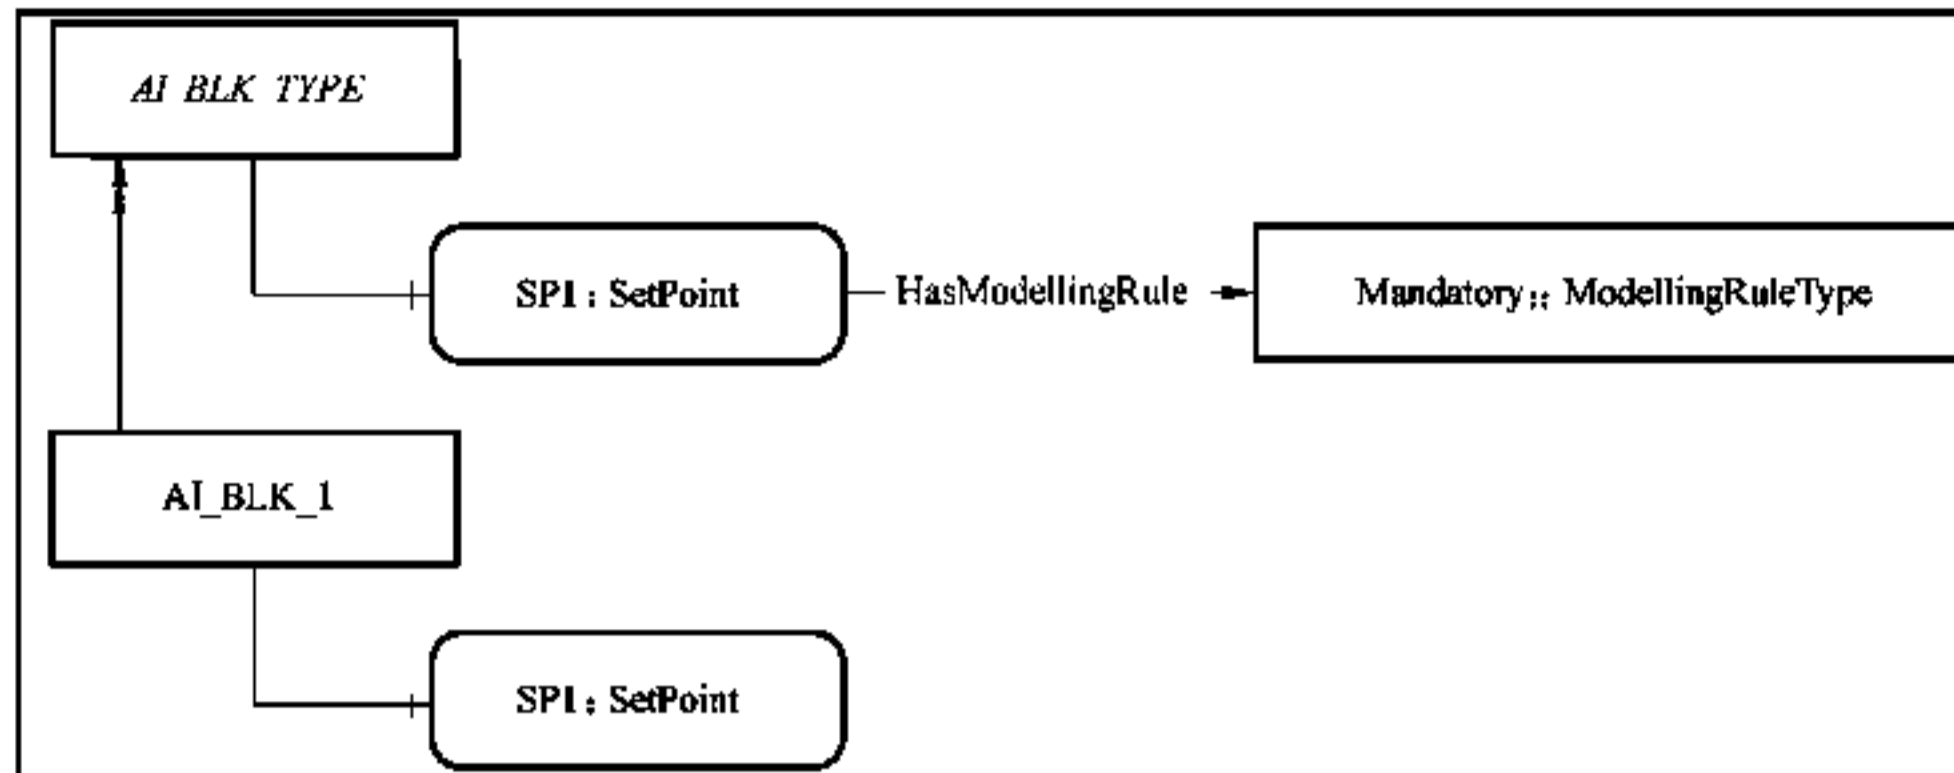 AI BLK TYPE
SP1:SetPoint
HasModellingRule
Mandatory::ModellingRuleType
AI_BLK_1
SP1:SetPoint